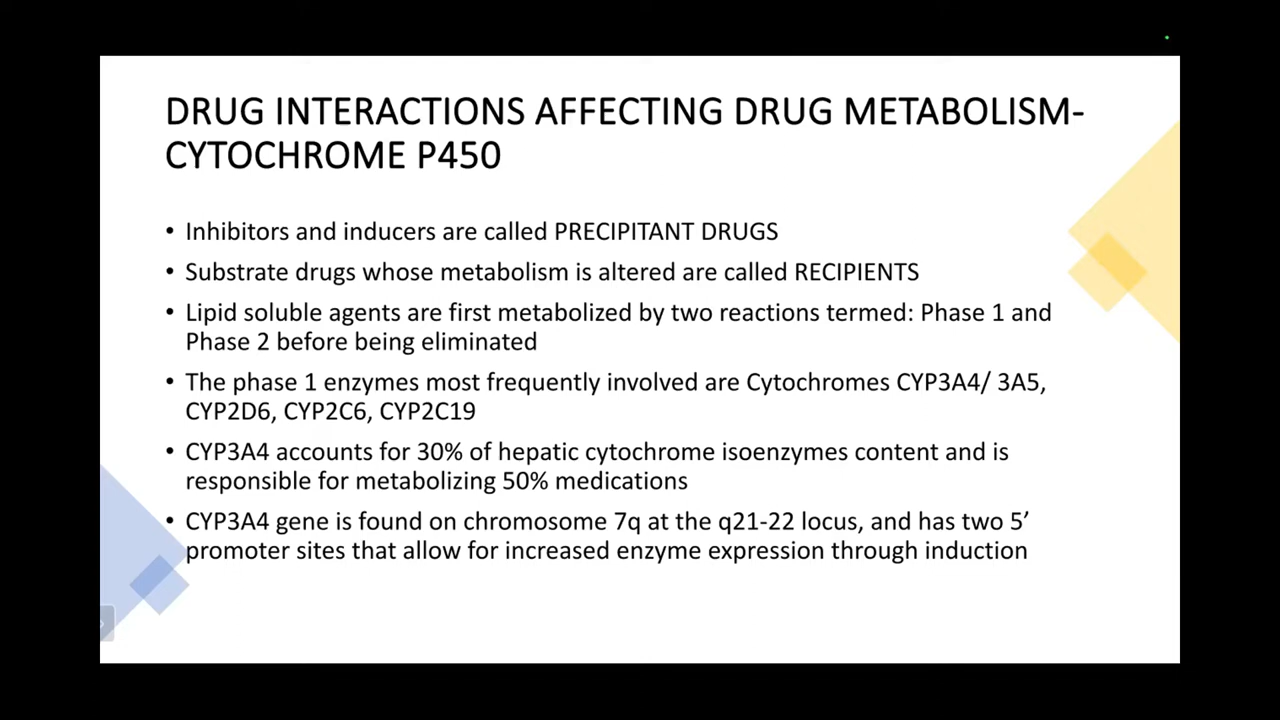 DRUG INTERACTIONS AFFECTING DRUG METABOLISM-
CYTOCHROME P450
• Inhibitors and inducers are called PRECIPITANT DRUGS
• Substrate drugs whose metabolism is altered are called RECIPIENTS
• Lipid soluble agents are first metabolized by two reactions termed: Phase 1 and
Phase 2 before being eliminated
• The phase 1 enzymes most frequently involved are Cytochromes CYP3A4/ 3A5,
CYP2D6, CYP2C6, CYP2C19
• CYP3A4 accounts for 30% of hepatic cytochrome isoenzymes content and is
responsible for metabolizing 50% medications
• CYP3A4 gene is found on chromosome 7q at the q21-22 locus, and has two 5’
promoter sites that allow for increased enzyme expression through induction